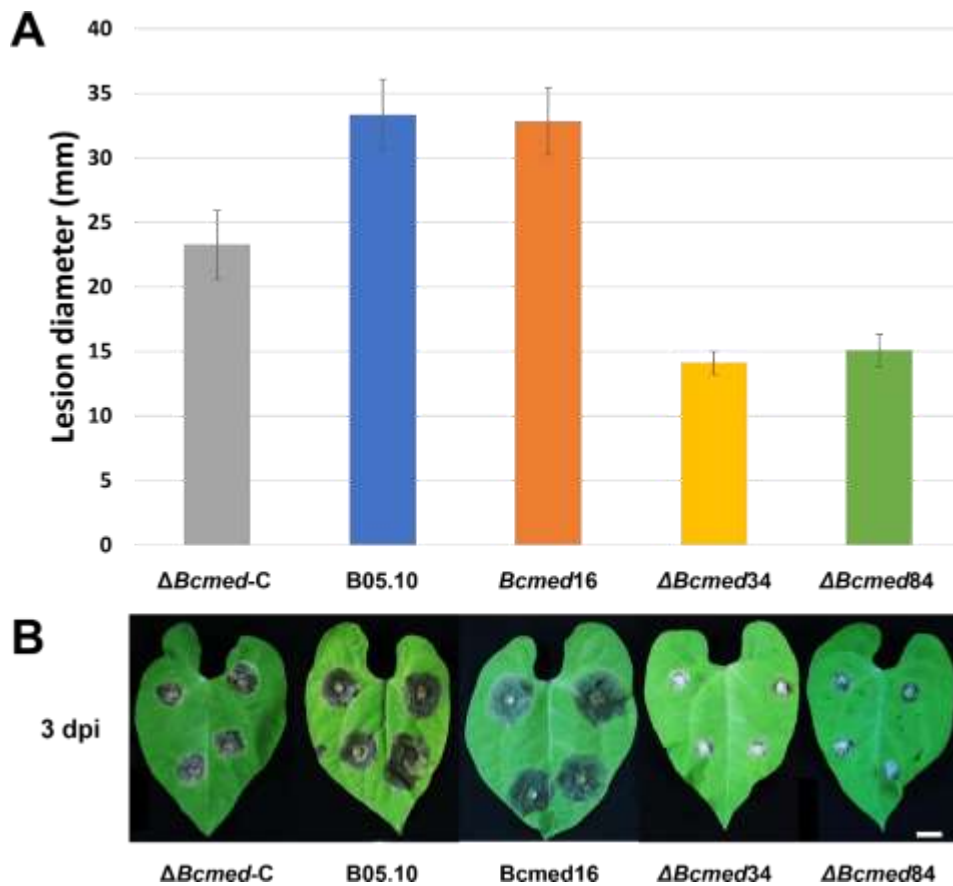 A
Lesion diameter (mm)
40
35
30
25
20
15
10
5
0
ΔBcmed-C B05.10 Bcmed16 ΔBcmed34 ΔBcmed84
B
3 dpi
ΔBcmed-C B05.10 Bcmed16 ΔBcmed34 ΔBcmed84